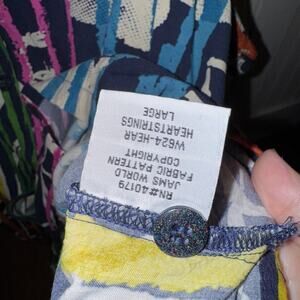 RN#40179
JAMS WORLD
FABRIC PATTERN
COPYRIGHT
W624-HEAR
HEARTSTRINGS
LARGE